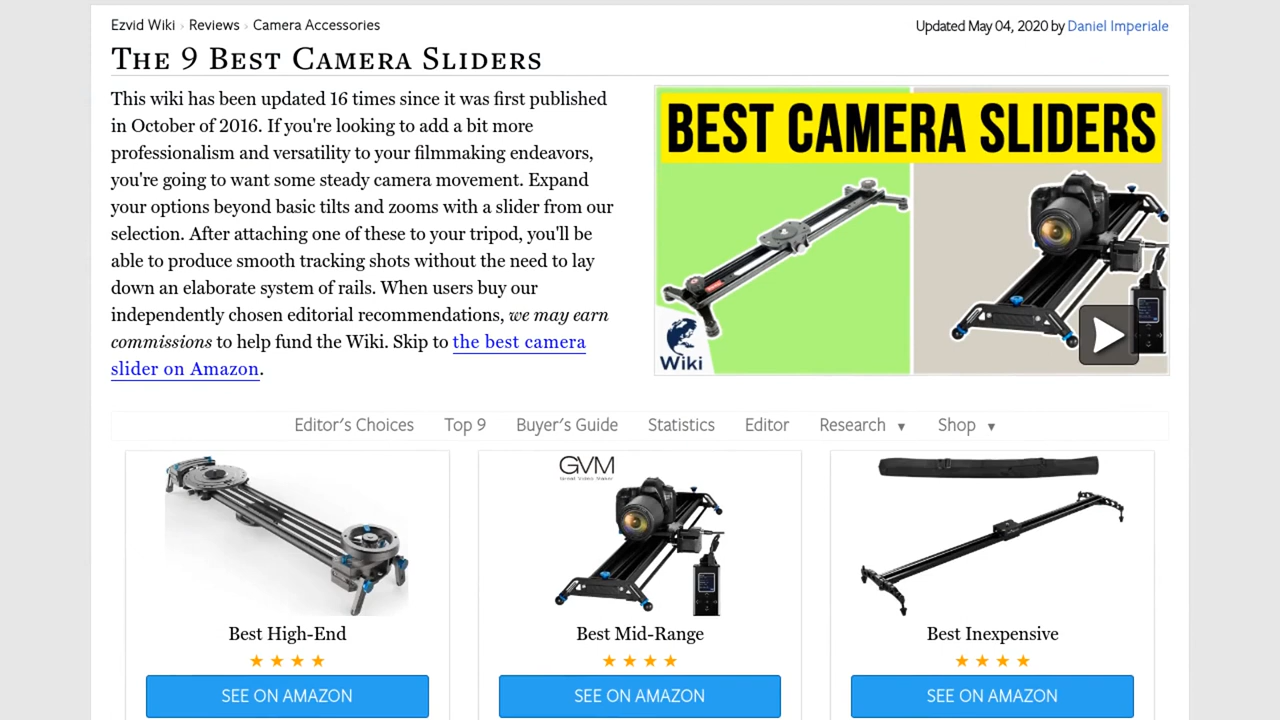 Ezvid Wiki › Reviews › Camera Accessories
Updated May 04, 2020 by Daniel Imperiale
The 9 Best Camera Sliders
This wiki has been updated 16 times since it was first published
in October of 2016. If you're looking to add a bit more
professionalism and versatility to your filmmaking endeavors,
you're going to want some steady camera movement. Expand
your options beyond basic tilts and zooms with a slider from our
selection. After attaching one of these to your tripod, you'll be
able to produce smooth tracking shots without the need to lay
down an elaborate system of rails. When users buy our
independently chosen editorial recommendations, we may earn
commissions to help fund the Wiki. Skip to the best camera
slider on Amazon.
BEST CAMERA SLIDERS
Wiki
Editor's Choices Top 9 Buyer's Guide Statistics Editor Research ▼ Shop ▼
GVM
Great Video Maker
Best High-End
Best Mid-Range
Best Inexpensive
★ ★ ★ ★
★ ★ ★ ★
★ ★ ★ ★
SEE ON AMAZON
SEE ON AMAZON
SEE ON AMAZON